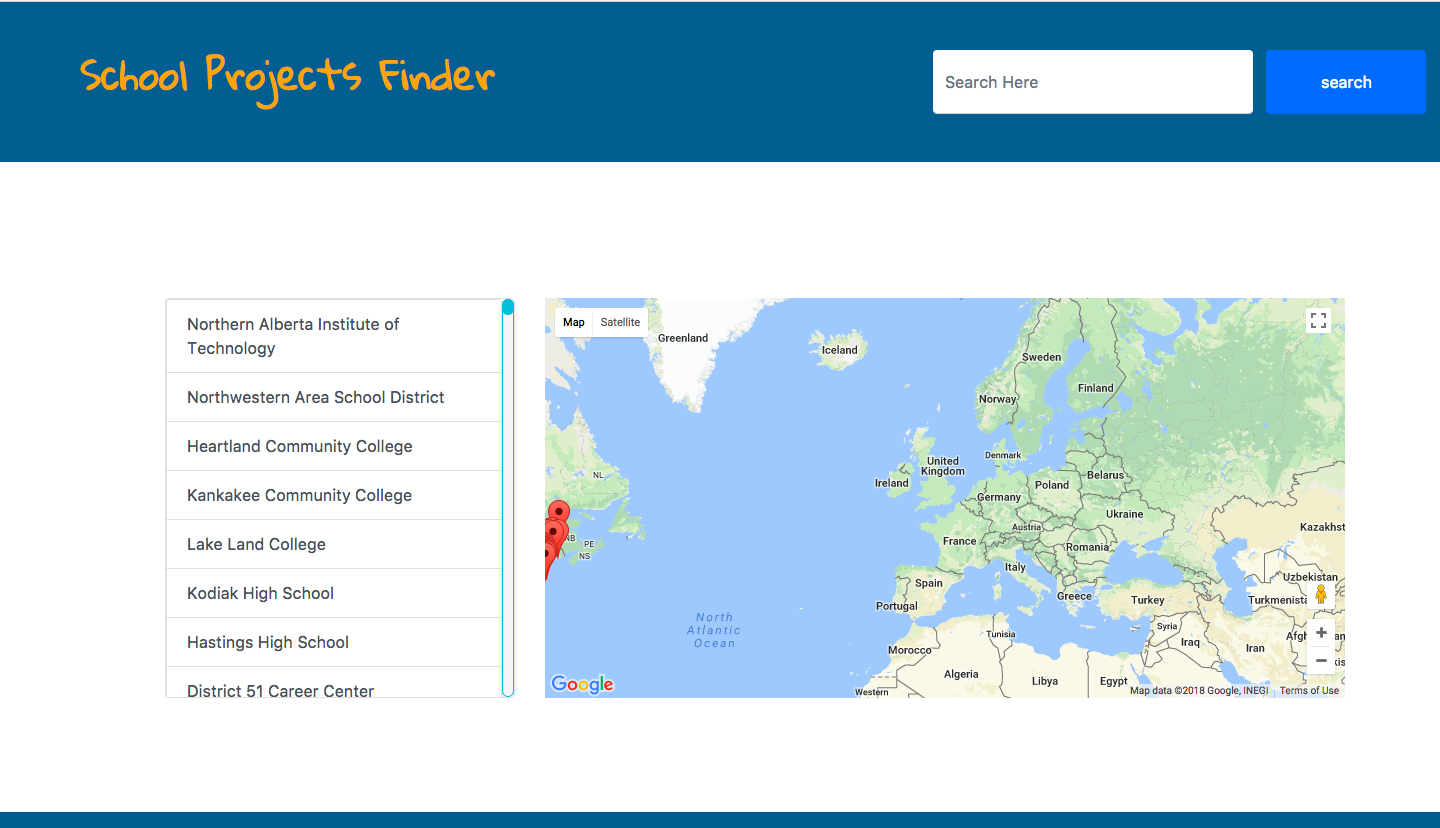 School Projects Finder
Search Here
search
Northern Alberta Institute of
Technology
Northwestern Area School District
Heartland Community College
Kankakee Community College
Lake Land College
Kodiak High School
Hastings High School
District 51 Career Center
Map
Satellite
Greenland
Iceland
Sweden
Finland
Norway
Denmark
United
Kingdom
Ireland
Belarus
Poland
Germany
Ukraine
Austria
France
Romania
Kazakhst
Italy
Spain
Uzbekistan
Greece
Turkey
Turkmenista
Portugal
Syria
Tunisia
Iraq
Iran
Morocco
Algeria
Libya
Egypt
Western
NL
PE
NS
North
Atlantic
Ocean
Google
Map data ©2018 Google, INEGI
Terms of Use